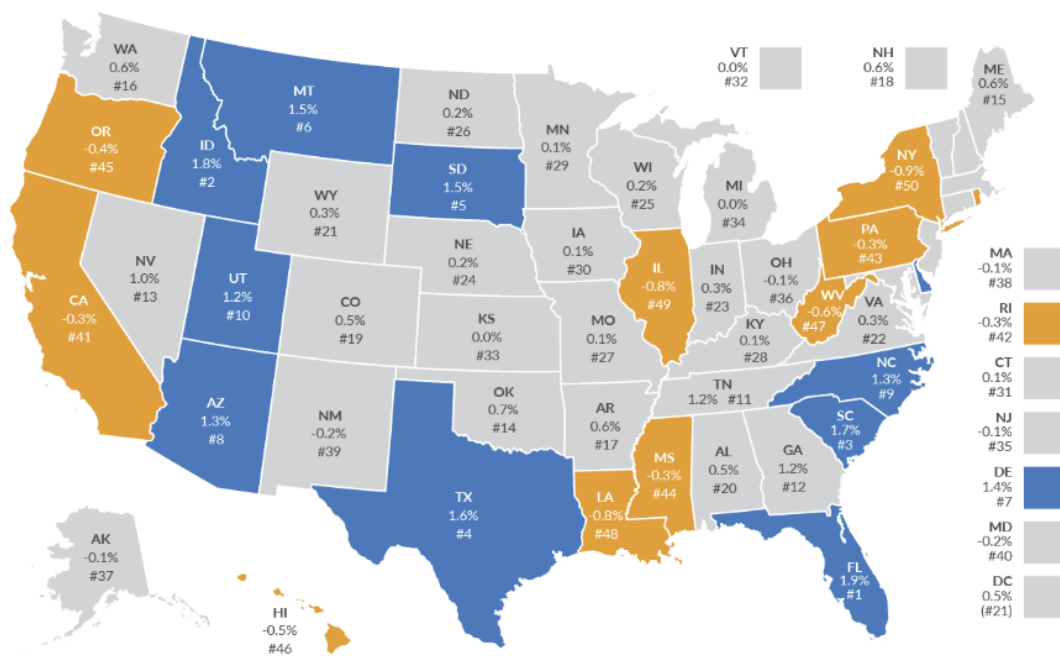 WA
0.6%
#16
OR
-0.4%
#45
CA
-0.3%
#41
NV
1.0%
#13
ID
1.8%
#2
MT
1.5%
#6
WY
0.3%
#21
UT
1.2%
#10
AZ
1.3%
#8
CO
0.5%
#19
NM
-0.2%
#39
ND
0.2%
#26
SD
1.5%
#5
NE
0.2%
#24
KS
0.0%
#33
OK
0.7%
#14
TX
1.6%
#4
MN
0.1%
#29
IA
0.1%
#30
MO
0.1%
#27
AR
0.6%
#17
LA
-0.8%
#48
WI
0.2%
#25
IL
-0.8%
#49
MS
-0.3%
#44
MI
0.0%
#34
IN
0.3%
#23
OH
-0.1%
#36
KY
0.1%
#28
TN
1.2% #11
AL
0.5%
#20
GA
1.2%
#12
FL
1.9%
#1
SC
1.7%
#3
NC
1.3%
#9
VA
0.3%
#22
WV
-0.6%
#47
PA
-0.3%
#43
NY
-0.9%
#50
VT
0.0%
#32
NH
0.6%
#18
ME
0.6%
#15
MA
-0.1%
#38
RI
-0.3%
#42
CT
0.1%
#31
NJ
-0.1%
#35
DE
1.4%
#7
MD
-0.2%
#40
DC
0.5%
(#21)
AK
-0.1%
#37
HI
-0.5%
#46